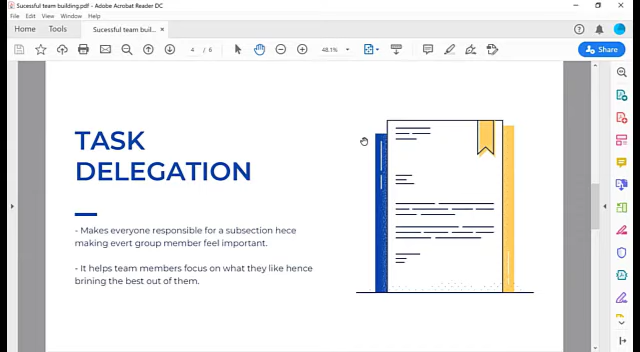 Sucessful team building.pdf - Adobe Acrobat Reader DC
File Edit View Window Help
Home Tools Sucessful team buil... ×
4 / 6 48.1% Share
TASK
DELEGATION
- Makes everyone responsible for a subsection hece
making evert group member feel important.
- It helps team members focus on what they like hence
brining the best out of them.